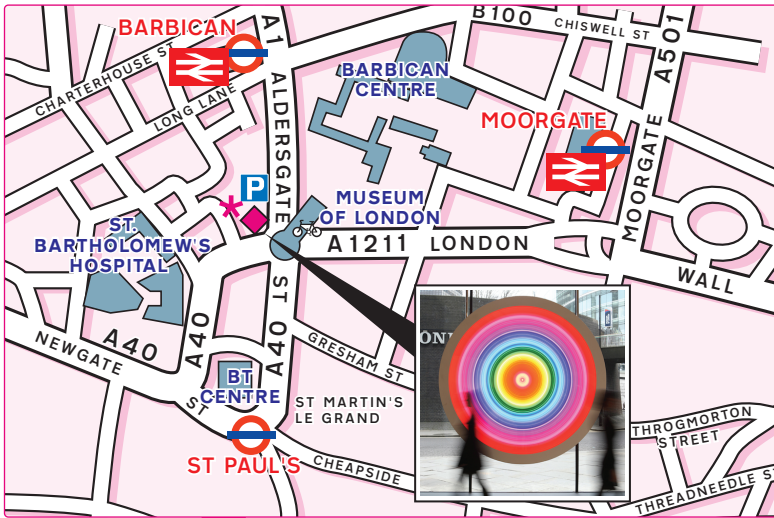 BARBICAN
A1
B100
CHISWELL ST
A501
CHARTERHOUSE ST
LONG LANE
ALDERSGATE
BARBICAN
CENTRE
MOORGATE
MOORGATE
P
*
MUSEUM
OF LONDON
ST.
BARTHOLOMEW'S
HOSPITAL
A1211 LONDON
WALL
ST
A40
A40
A40
NEWGATE
ST
GRESHAM ST
BT
CENTRE
ST MARTIN'S
LE GRAND
ST PAUL'S
CHEAPSIDE
THROGMORTON
STREET
THREADNEEDLE ST